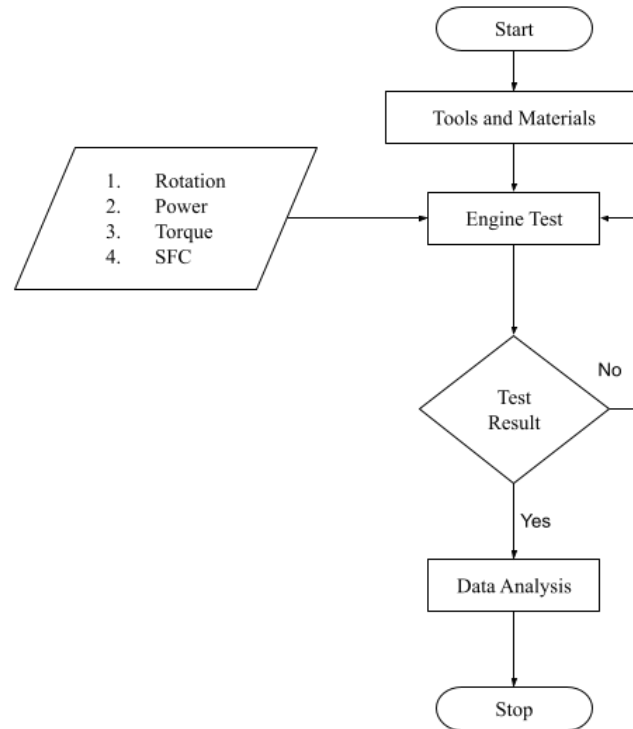 Start
Tools and Materials
1. Rotation
2. Power
3. Torque
4. SFC
Engine Test
No
Test
Result
Yes
Data Analysis
Stop